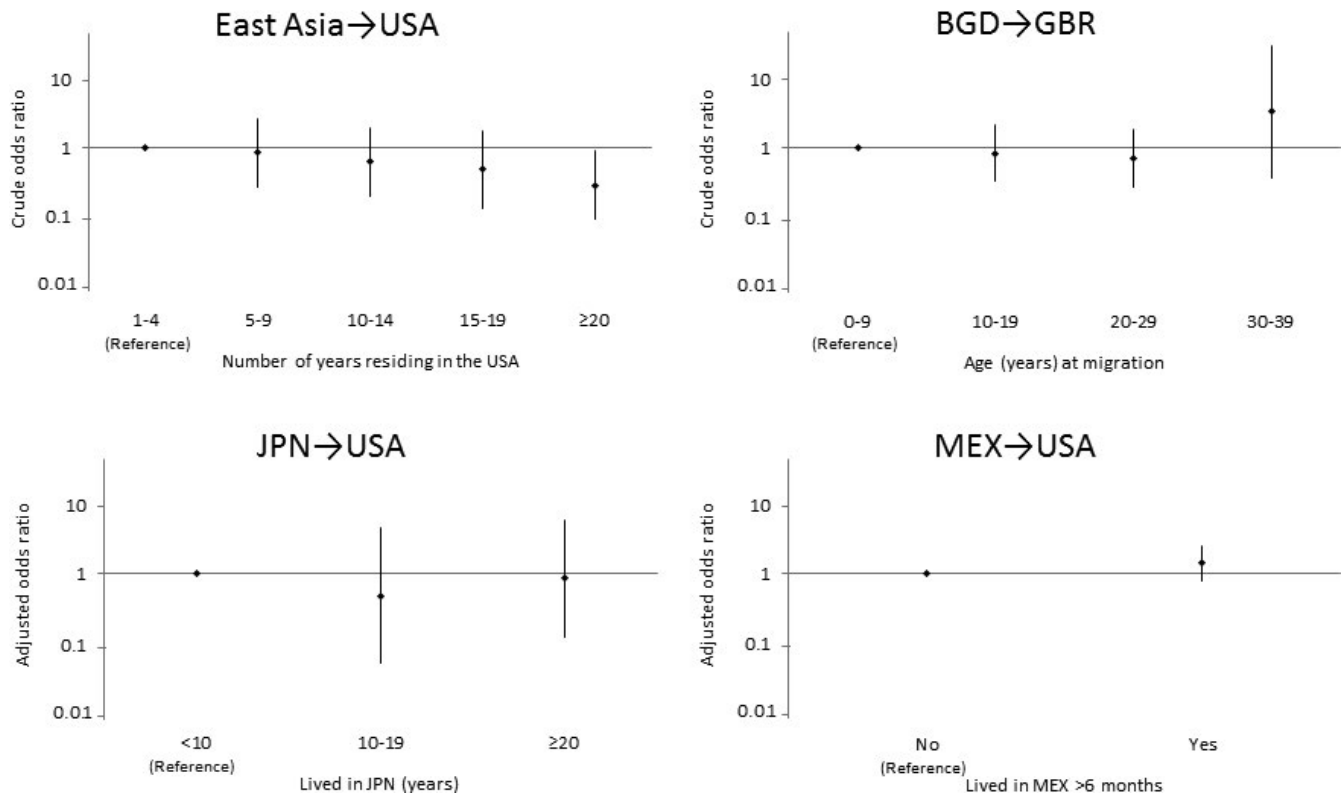 East Asia→USA
Crude odds ratio
10
1
0.1
0.01
1-4 5-9 10-14 15-19 ≥20
(Reference)
Number of years residing in the USA
BGD→GBR
Crude odds ratio
10
1
0.1
0.01
0-9 10-19 20-29 30-39
(Reference)
Age (years) at migration
JPN→USA
Adjusted odds ratio
10
1
0.1
0.01
<10 10-19 ≥20
(Reference)
Lived in JPN (years)
MEX→USA
Adjusted odds ratio
10
1
0.1
0.01
No Yes
(Reference)
Lived in MEX >6 months